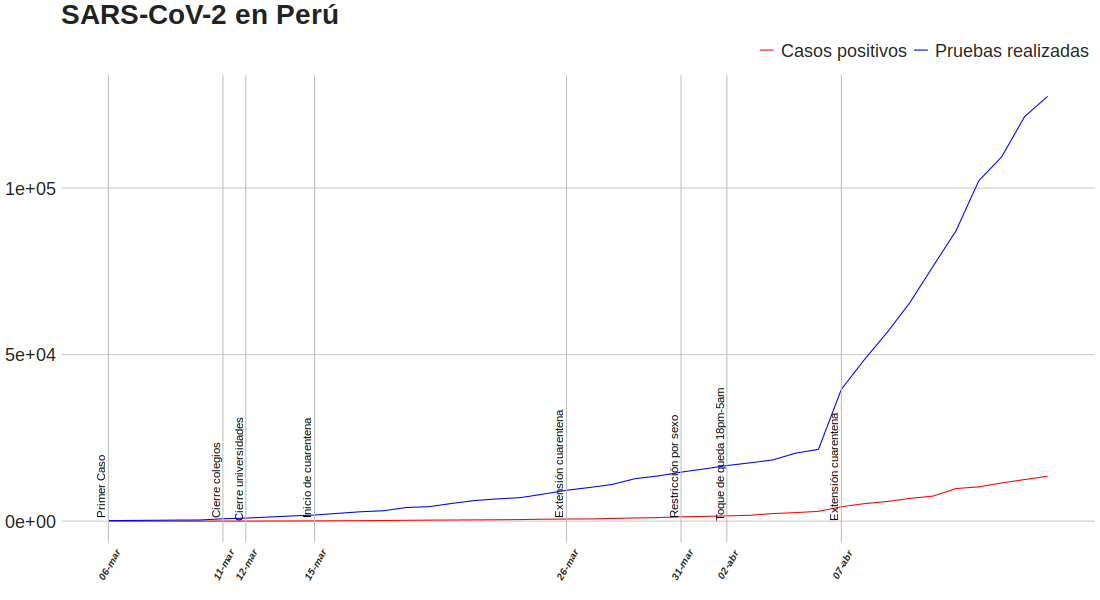 SARS-CoV-2 en Perú
Casos positivos
Pruebas realizadas
1e+05
5e+04
0e+00
Primer Caso
Cierre colegios
Cierre universidades
Inicio de cuarentena
Extensión cuarentena
Restricción por sexo
Toque de queda 18pm-5am
Extensión cuarentena
06-mar
11-mar
12-mar
15-mar
26-mar
31-mar
02-abr
07-abr